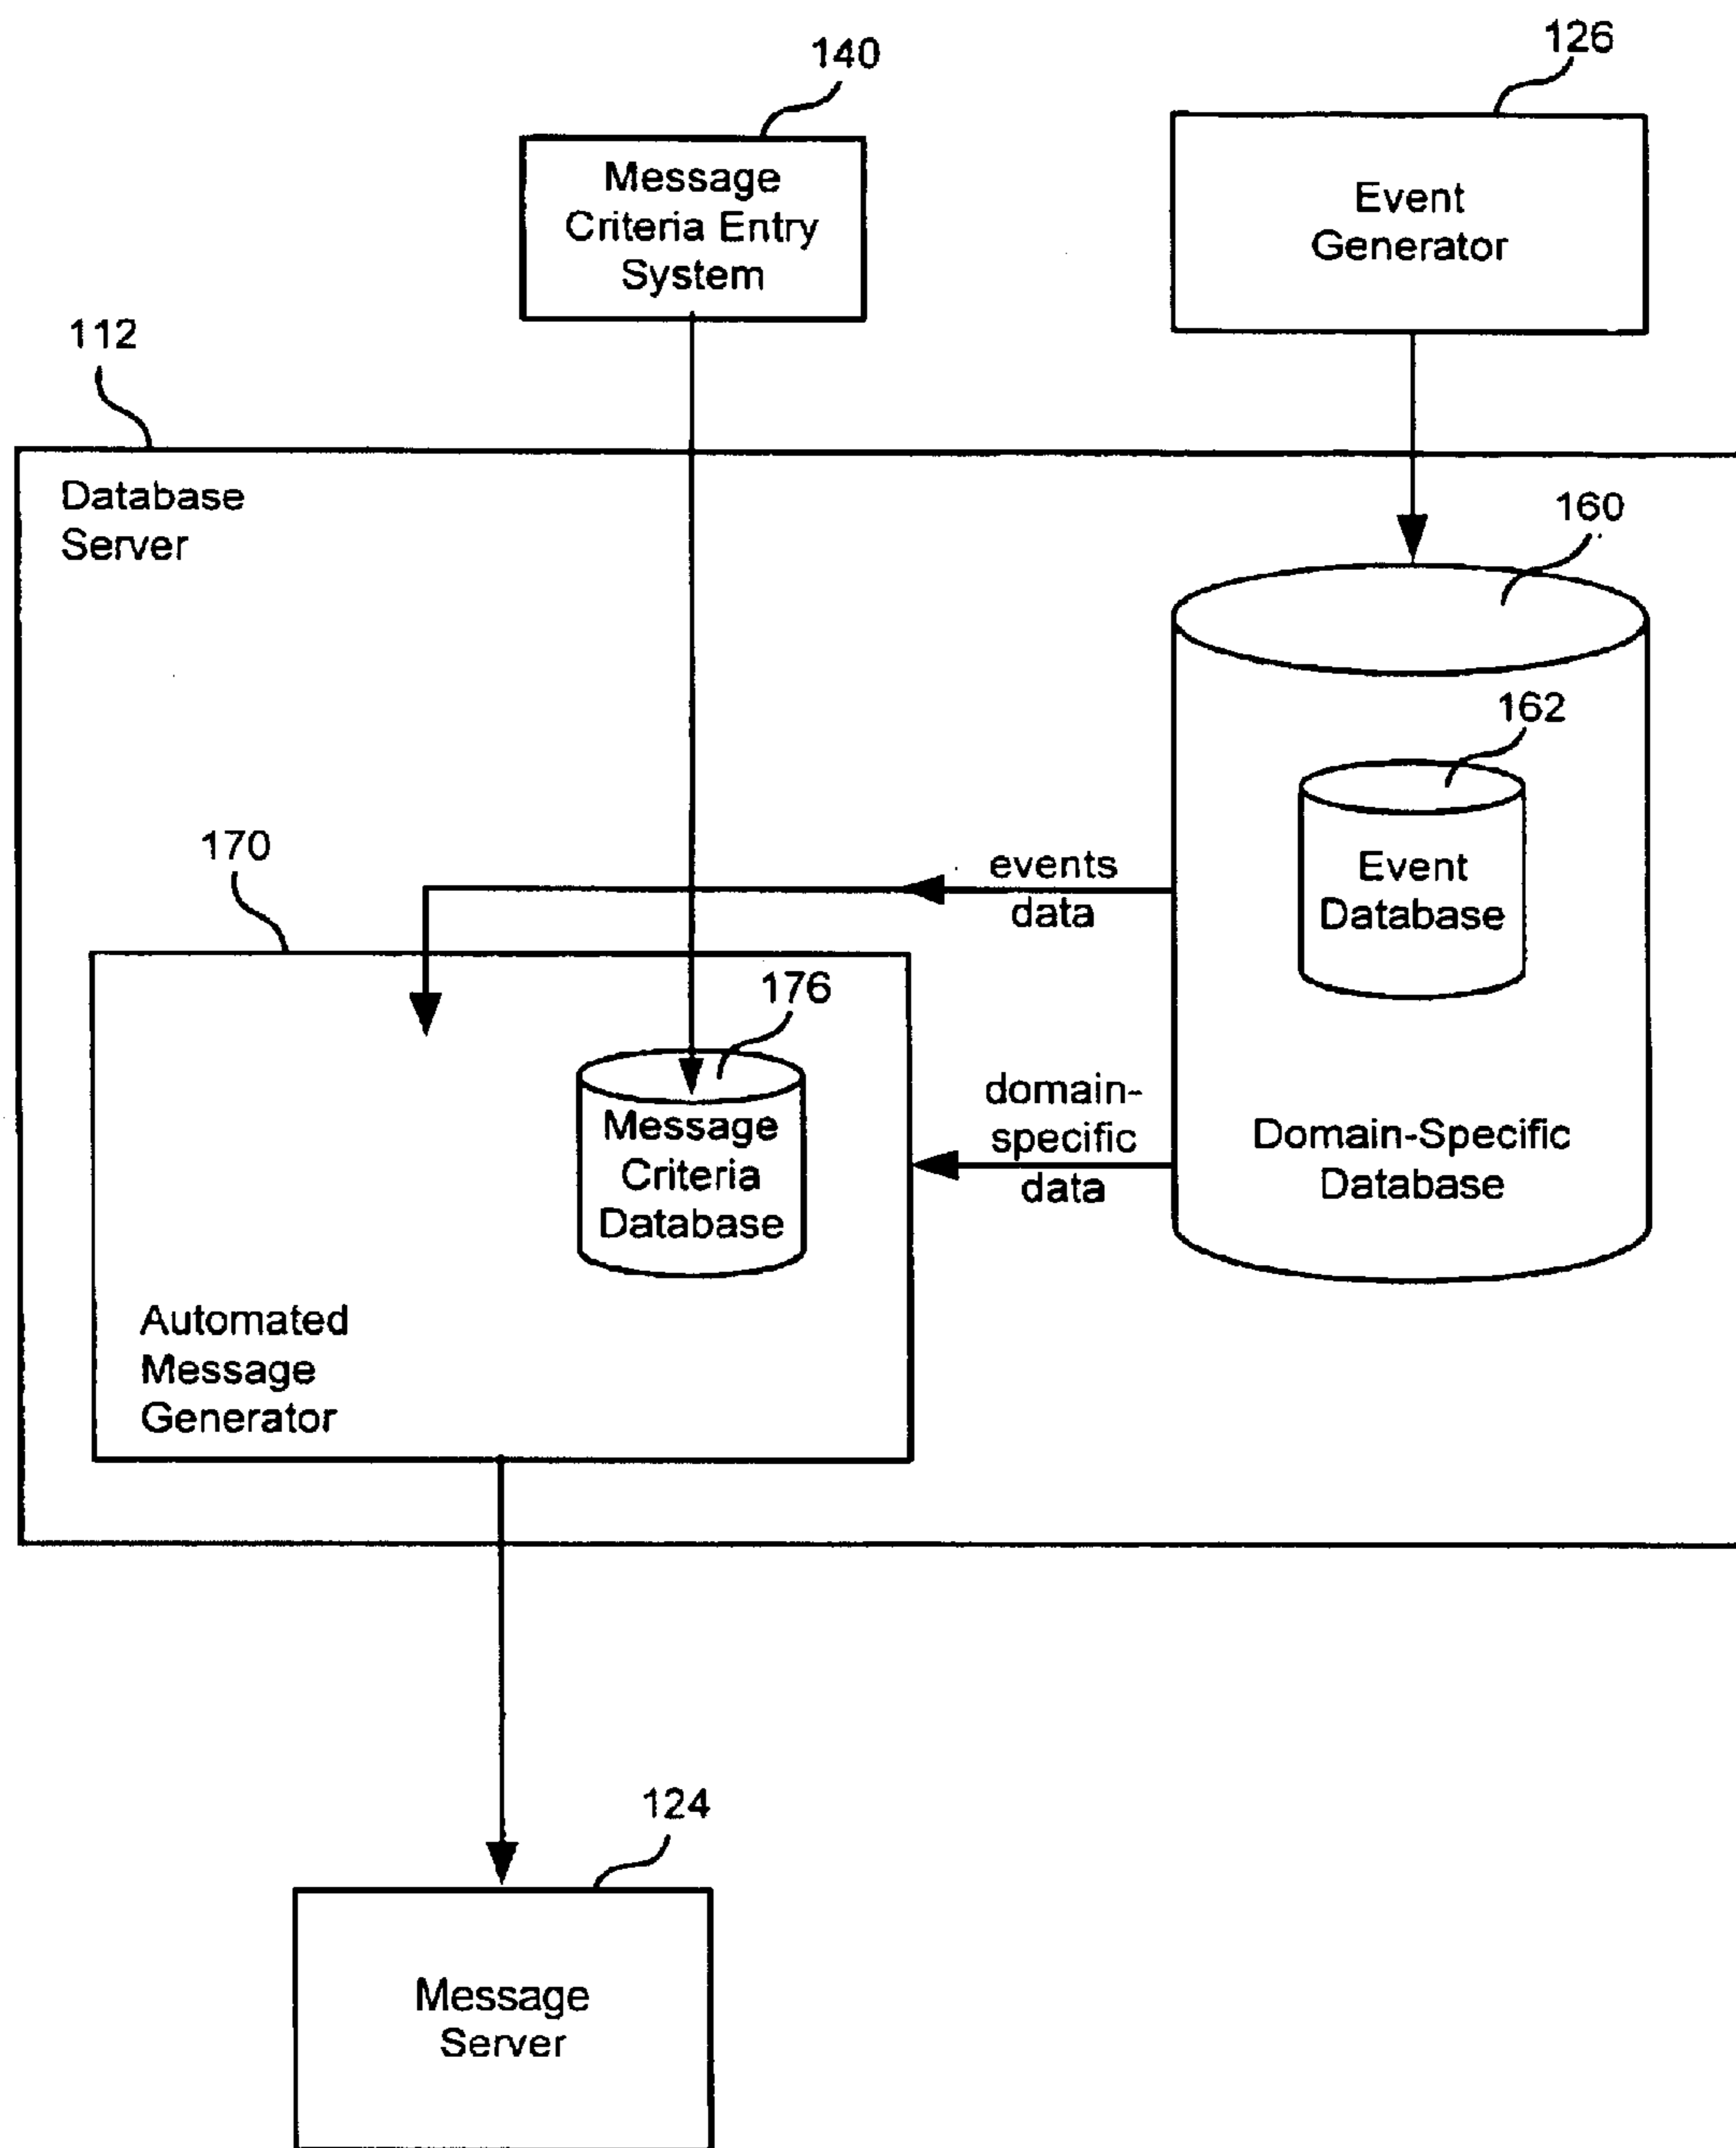 126
140
Message
Criteria Entry
System
Event
Generator
112
Database
Server
160
162
Event
Database
events
data
170
176
Message
Criteria
Database
domain-
specific
data
Domain-Specific
Database
Automated
Message
Generator
124
Message
Server